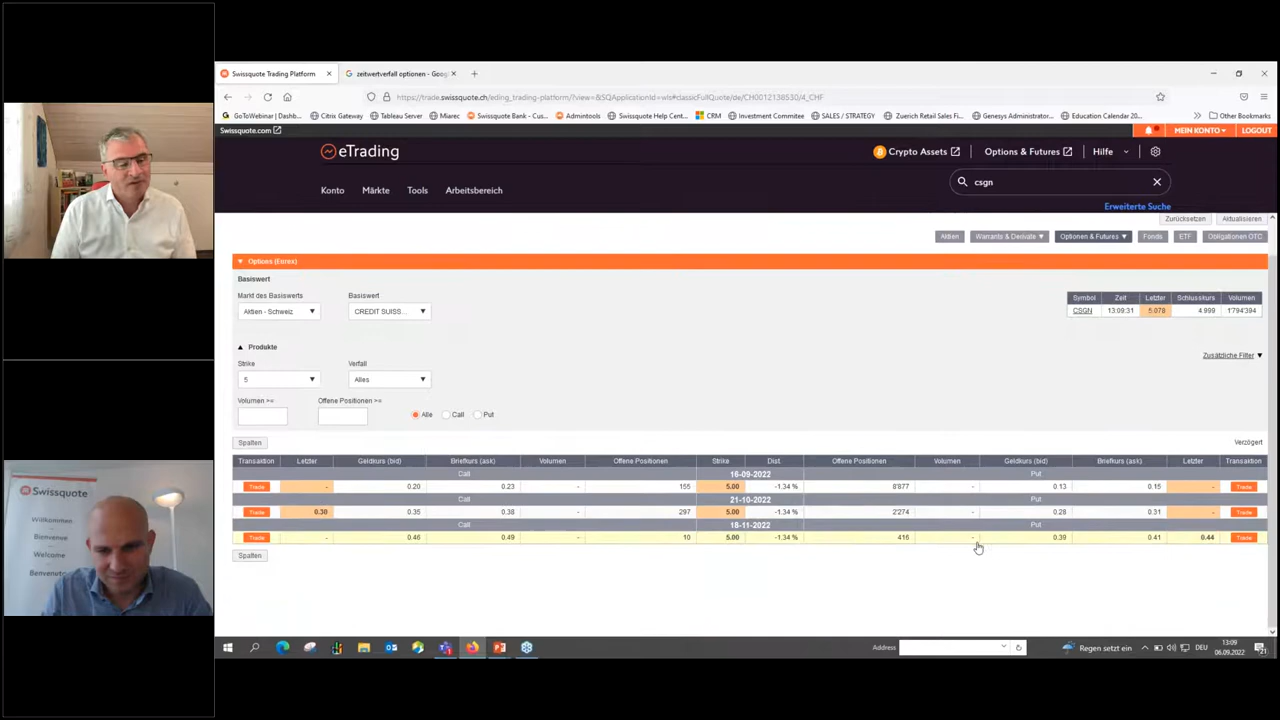 Swissquote Trading Platform
zeitwertverfall optionen - Goog
https://trade.swissquote.ch/eding_trading-platform/?view=&SQApplicationId=wls#classicFullQuote/de/CH0012138530/4_CHF
GoToWebinar | Dashb... Citrix Gateway Tableau Server Miarec Swissquote Bank - Cus... Admintools Swissquote Help Cent... CRM Investment Commitee SALES / STRATEGY Zuerich Retail Sales Fi... Genesys Administrator... Education Calendar 20... Other Bookmarks
Swissquote.com MEIN KONTO LOGOUT
eTrading Crypto Assets Options & Futures Hilfe
Konto Märkte Tools Arbeitsbereich csgn
Erweiterte Suche
Zurücksetzen Aktualisieren
Aktien Warrants & Derivate Optionen & Futures Fonds ETF Obligationen OTC
Options (Eurex)
Basiswert
Markt des Basiswerts Basiswert Symbol Zeit Letzter Schlusskurs Volumen
Aktien - Schweiz CREDIT SUISS... CSGN 13:09:31 5.078 4.999 1'794'394
Produkte
Zusätzliche Filter
Strike Verfall
5 Alles
Volumen >= Offene Positionen >=
Alle Call Put
Spalten Verzögert
Transaktion Letzter Geldkurs (bid) Briefkurs (ask) Volumen Offene Positionen Strike Dist. Offene Positionen Volumen Geldkurs (bid) Briefkurs (ask) Letzter Transaktion
Call 16-09-2022 Put
Trade - 0.20 0.23 - 155 5.00 -1.34 % 8'877 - 0.13 0.15 - Trade
Call 21-10-2022 Put
Trade 0.30 0.35 0.38 - 297 5.00 -1.34 % 2'274 - 0.28 0.31 - Trade
Call 18-11-2022 Put
Trade - 0.46 0.49 - 10 5.00 -1.34 % 416 - 0.39 0.41 0.44 Trade
Spalten
Address Regen setzt ein DEU 13:09
06.09.2022
Swissquote
Willkommen
Bienvenue
Welcome